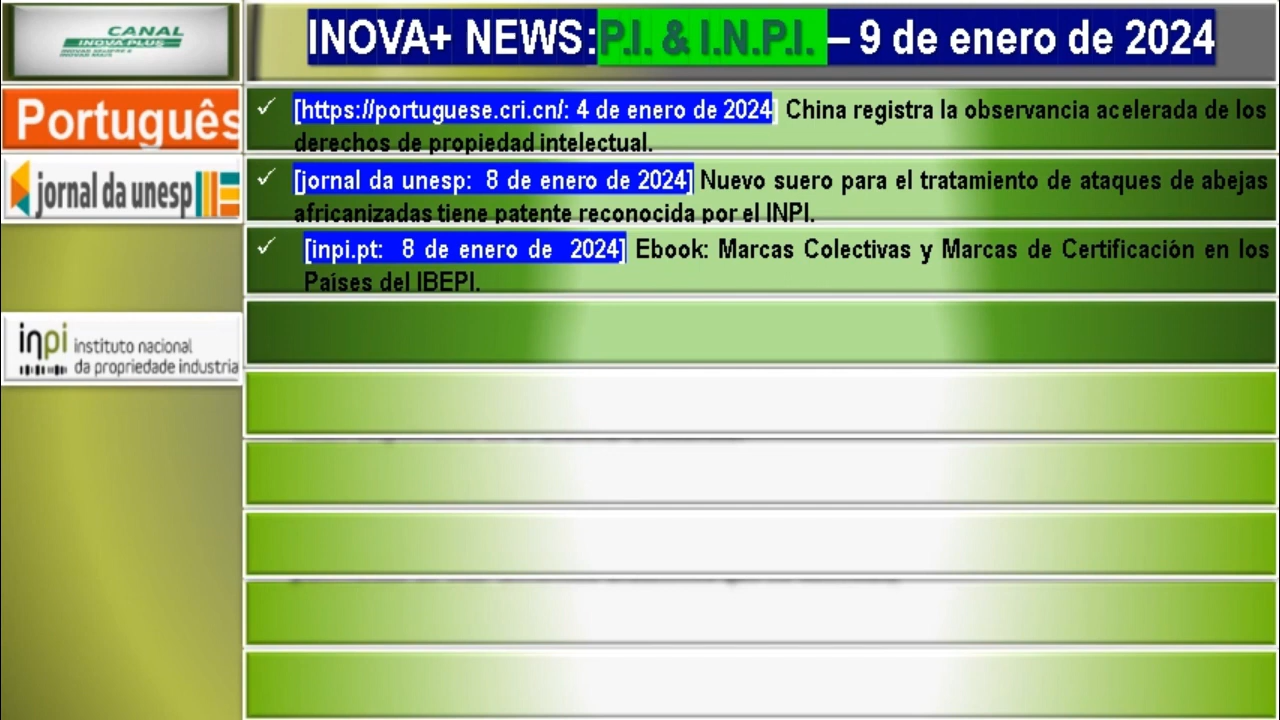 CANAL
INOVA PLUS
INOVA+ NEWS:P.I. & I.N.P.I. – 9 de enero de 2024
Português
[https://portuguese.cri.cn/: 4 de enero de 2024] China registra la observancia acelerada de los
derechos de propiedad intelectual.
jornal da unesp
[jornal da unesp: 8 de enero de 2024] Nuevo suero para el tratamiento de ataques de abejas
africanizadas tiene patente reconocida por el INPI.
[inpi.pt: 8 de enero de 2024] Ebook: Marcas Colectivas y Marcas de Certificación en los
Países del IBEPI.
inpi instituto nacional
da propriedade industria